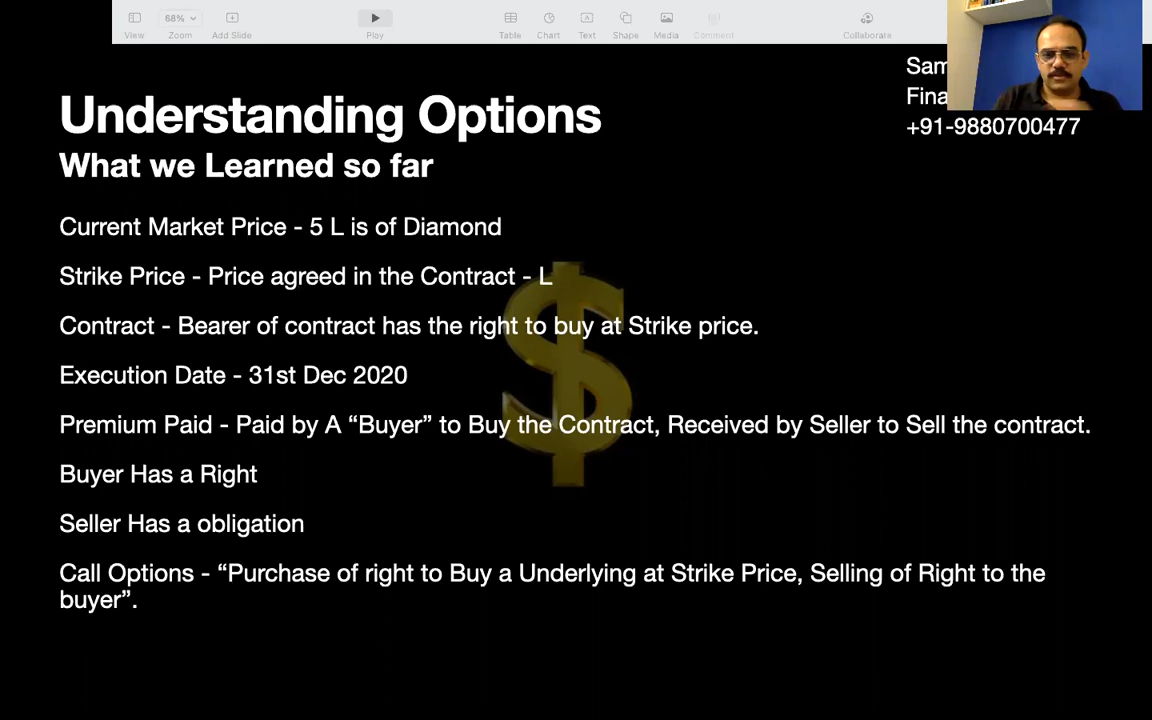 68%
View
Zoom
Add Slide
Play
Table
Chart
Text
Shape
Media
Comment
Collaborate
Sam
Fina
+91-9880700477
Understanding Options
What we Learned so far
Current Market Price - 5 L is of Diamond
Strike Price - Price agreed in the Contract - L
Contract - Bearer of contract has the right to buy at Strike price.
Execution Date - 31st Dec 2020
Premium Paid - Paid by A “Buyer” to Buy the Contract, Received by Seller to Sell the contract.
Buyer Has a Right
Seller Has a obligation
Call Options - “Purchase of right to Buy a Underlying at Strike Price, Selling of Right to the
buyer”.